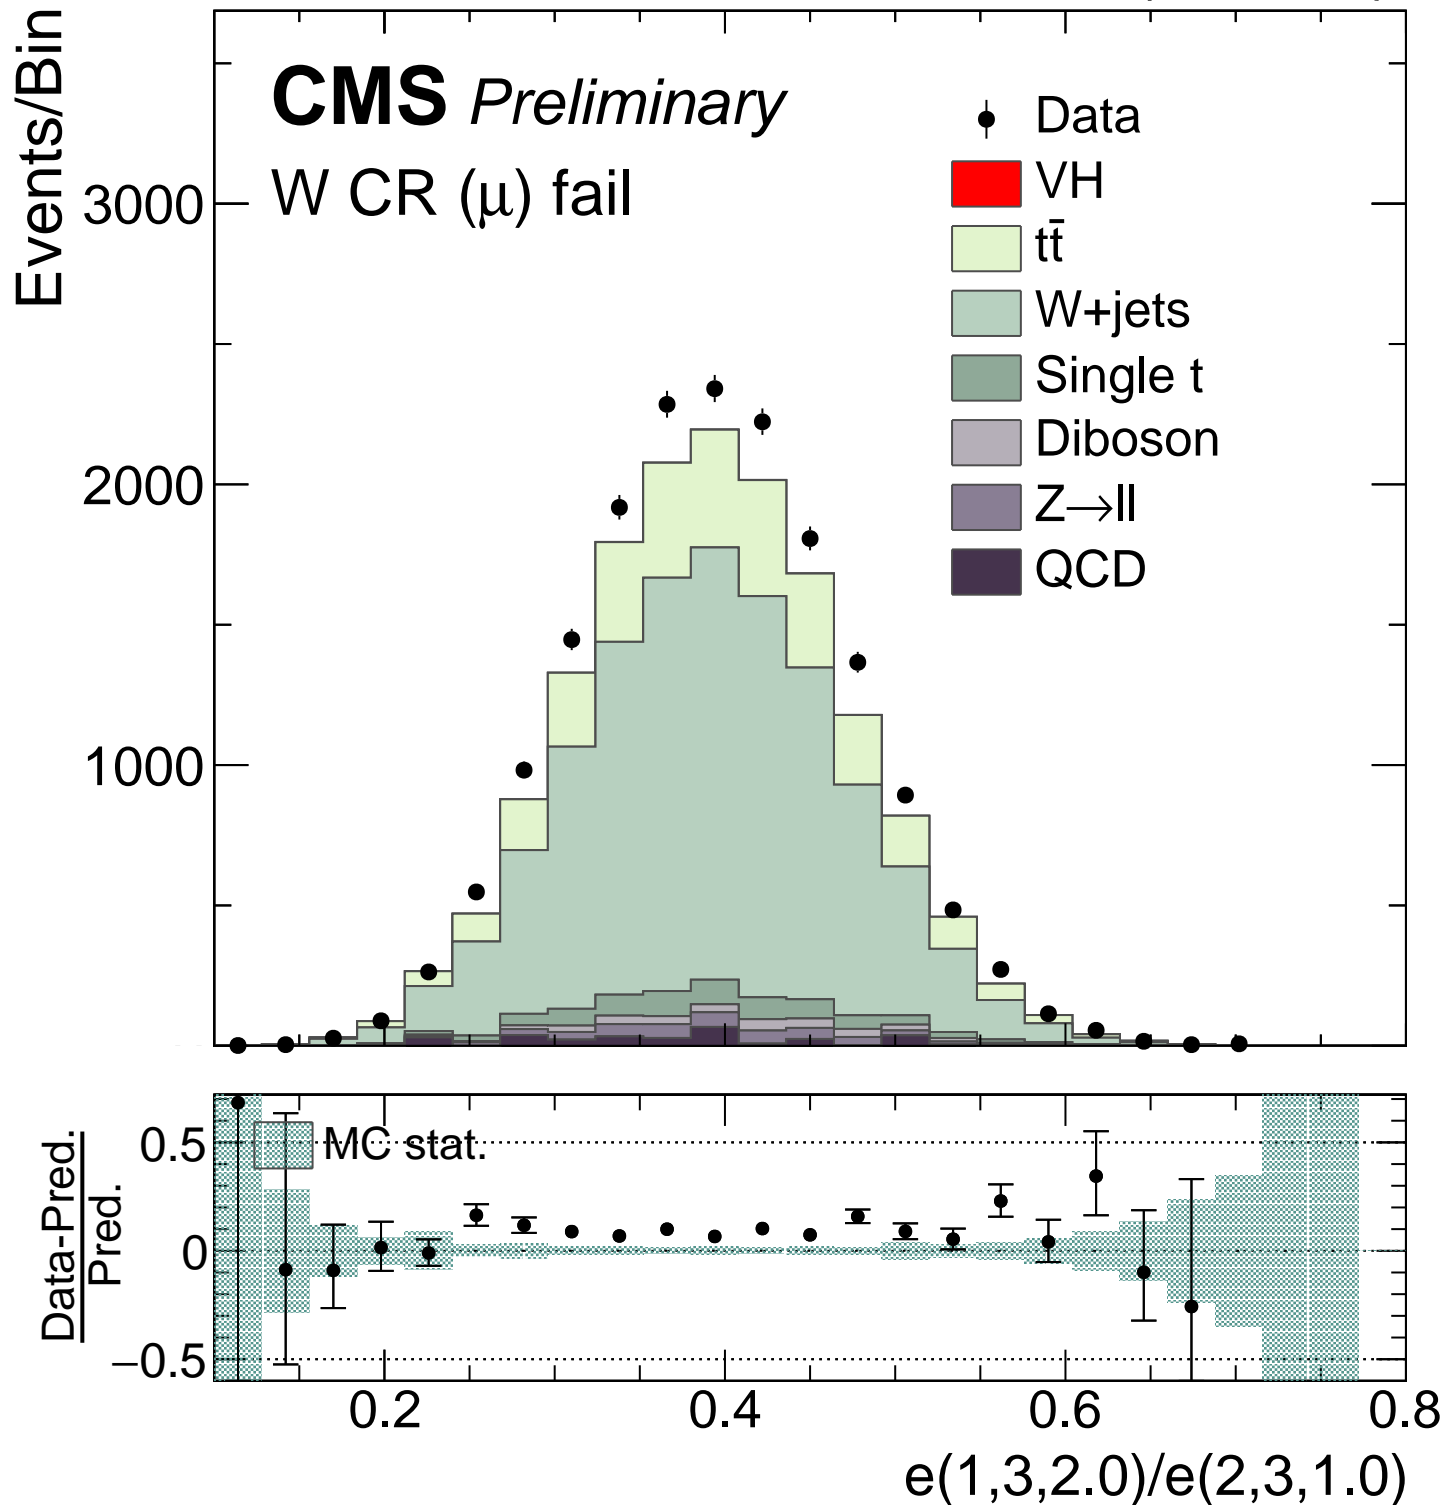 Events/Bin
CMS Preliminary
W CR (μ) fail
Data
VH
tt̄
W+jets
Single t
Diboson
Z→ll
QCD
3000
2000
1000
Data-Pred.
Pred.
MC stat.
0.5
0
−0.5
0.2 0.4 0.6 0.8
e(1,3,2.0)/e(2,3,1.0)